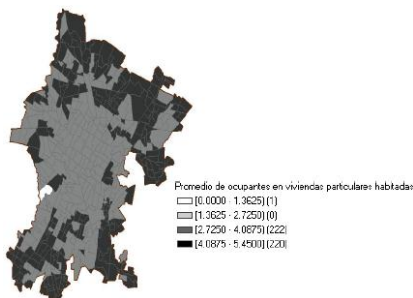 Promedio de ocupantes en viviendas particulares habitadas
[0.0000 - 1.3625) (1)
[1.3625 - 2.7250) (0)
[2.7250 - 4.0875) (222)
[4.0875 - 5.4500] (220)